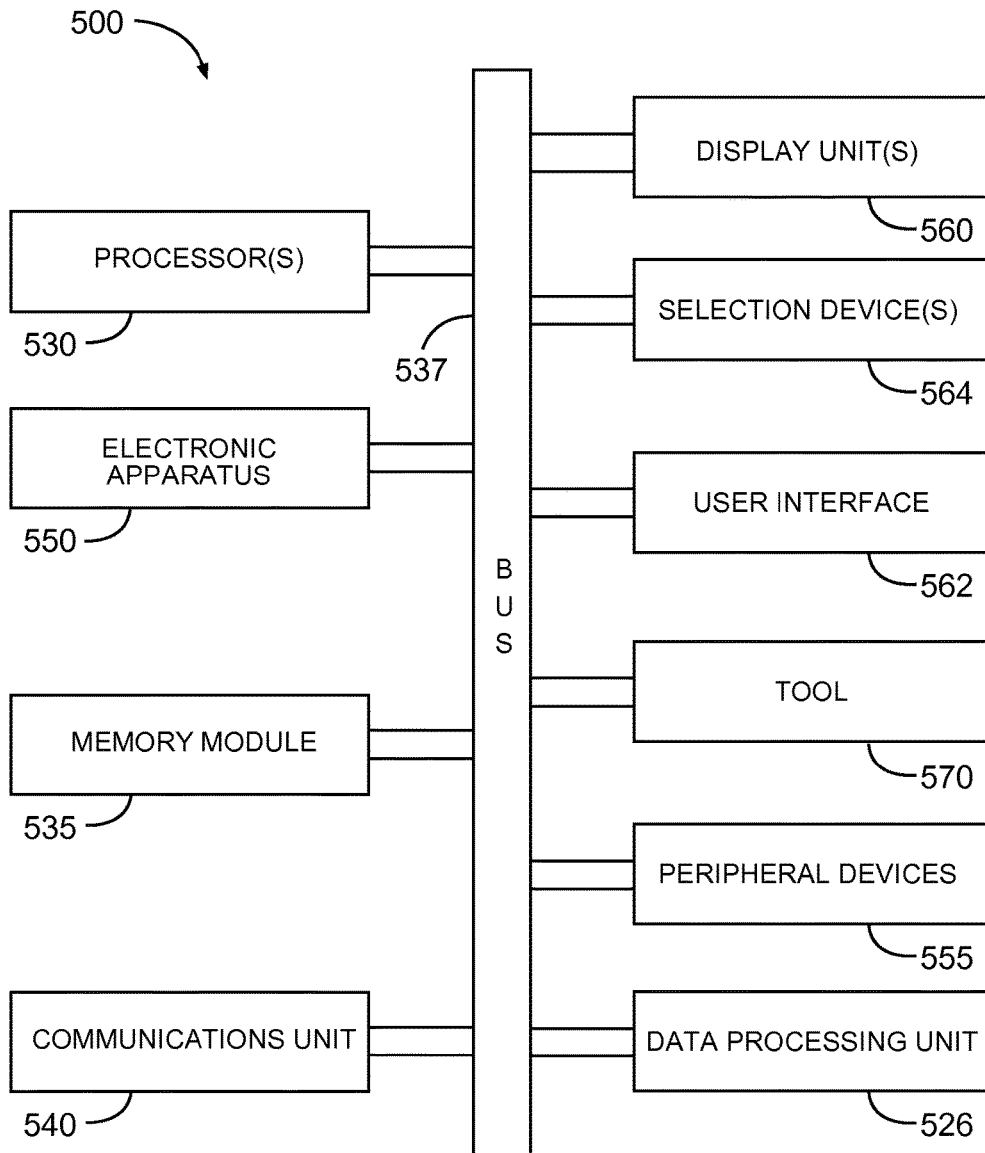 500
DISPLAY UNIT(S)
560
PROCESSOR(S)
530
537
SELECTION DEVICE(S)
564
ELECTRONIC
APPARATUS
550
USER INTERFACE
562
B
U
S
TOOL
570
MEMORY MODULE
535
PERIPHERAL DEVICES
555
COMMUNICATIONS UNIT
540
DATA PROCESSING UNIT
526